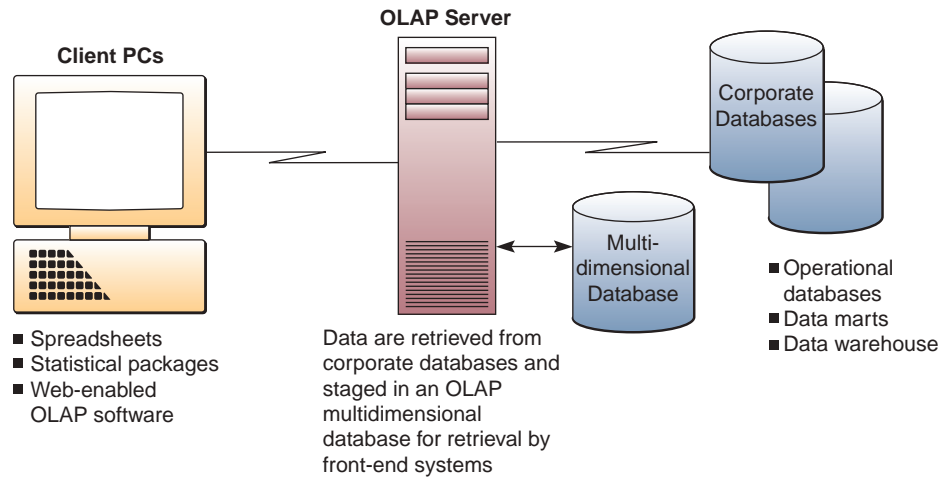 OLAP Server
Client PCs
Corporate
Databases
Multi-
dimensional
Database
■ Operational
databases
■ Data marts
■ Data warehouse
■ Spreadsheets
■ Statistical packages
■ Web-enabled
OLAP software
Data are retrieved from
corporate databases and
staged in an OLAP
multidimensional
database for retrieval by
front-end systems